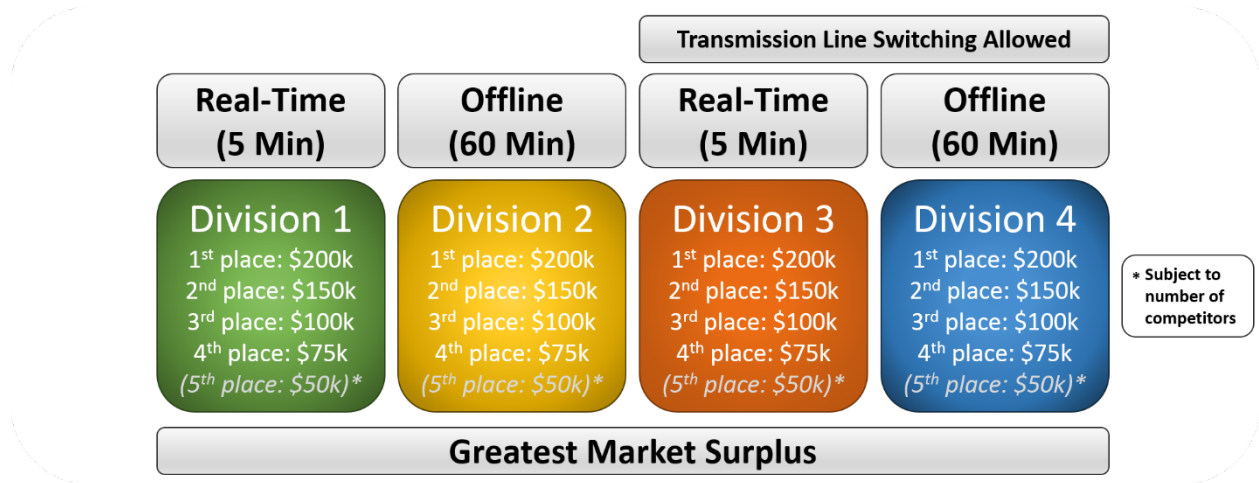 Transmission Line Switching Allowed
Real-Time
(5 Min)
Offline
(60 Min)
Real-Time
(5 Min)
Offline
(60 Min)
Division 1
1st place: $200k
2nd place: $150k
3rd place: $100k
4th place: $75k
(5th place: $50k)*
Division 2
1st place: $200k
2nd place: $150k
3rd place: $100k
4th place: $75k
(5th place: $50k)*
Division 3
1st place: $200k
2nd place: $150k
3rd place: $100k
4th place: $75k
(5th place: $50k)*
Division 4
1st place: $200k
2nd place: $150k
3rd place: $100k
4th place: $75k
(5th place: $50k)*
* Subject to
number of
competitors
Greatest Market Surplus